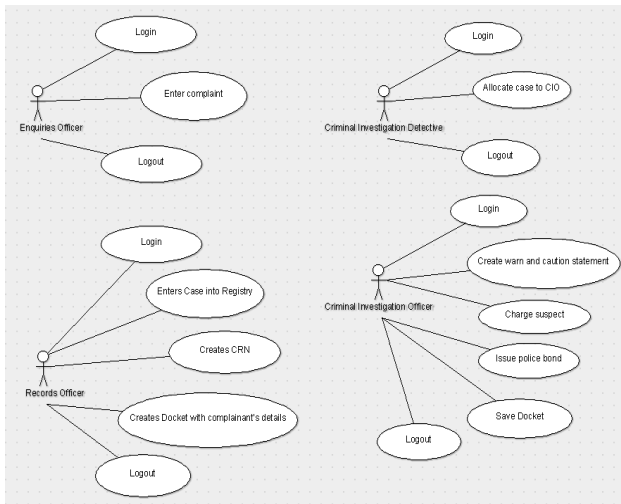 Login
Enter complaint
Enquiries Officer
Logout
Login
Allocate case to CIO
Criminal Investigation Detective
Logout
Login
Enters Case into Registry
Creates CRN
Records Officer
Creates Docket with complainant's details
Logout
Login
Create warn and caution statement
Criminal Investigation Officer
Charge suspect
Issue police bond
Save Docket
Logout